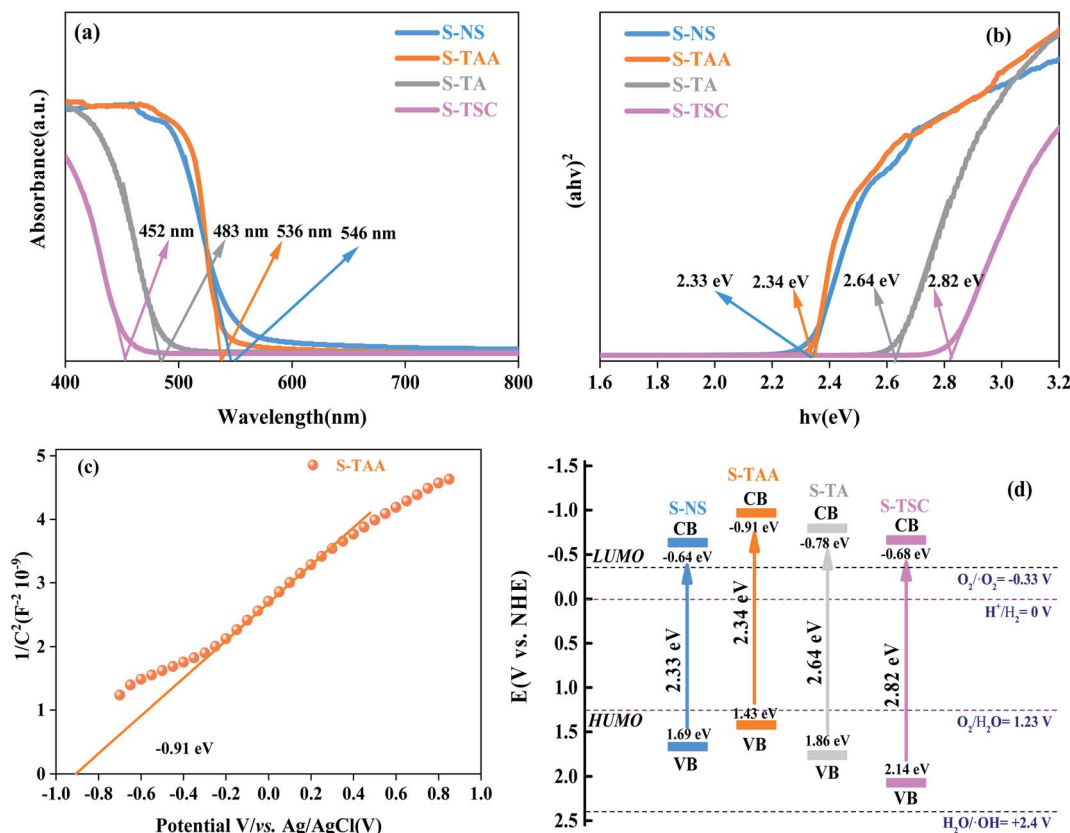 (a)
S-NS
S-TAA
S-TA
S-TSC
Absorbance(a.u.)
452 nm
483 nm
536 nm
546 nm
400
500
600
700
800
Wavelength(nm)
(b)
S-NS
S-TAA
S-TA
S-TSC
(ahv)²
2.33 eV
2.34 eV
2.64 eV
2.82 eV
1.6
1.8
2.0
2.2
2.4
2.6
2.8
3.0
3.2
hv(eV)
(c)
S-TAA
1/C²(F⁻² 10⁻⁹)
5
4
3
2
1
0
-0.91 eV
-1.0
-0.8
-0.6
-0.4
-0.2
0.0
0.2
0.4
0.6
0.8
1.0
Potential V/vs. Ag/AgCl(V)
(d)
E(V vs. NHE)
-1.5
-1.0
-0.5
0.0
0.5
1.0
1.5
2.0
2.5
LUMO
HUMO
S-NS
CB
-0.64 eV
2.33 eV
1.69 eV
VB
S-TAA
CB
-0.91 eV
2.34 eV
1.43 eV
VB
S-TA
CB
-0.78 eV
2.64 eV
1.86 eV
VB
S-TSC
CB
-0.68 eV
2.82 eV
2.14 eV
VB
O₂/·O₂= -0.33 V
H⁺/H₂= 0 V
O₂/H₂O= 1.23 V
H₂O/·OH= +2.4 V